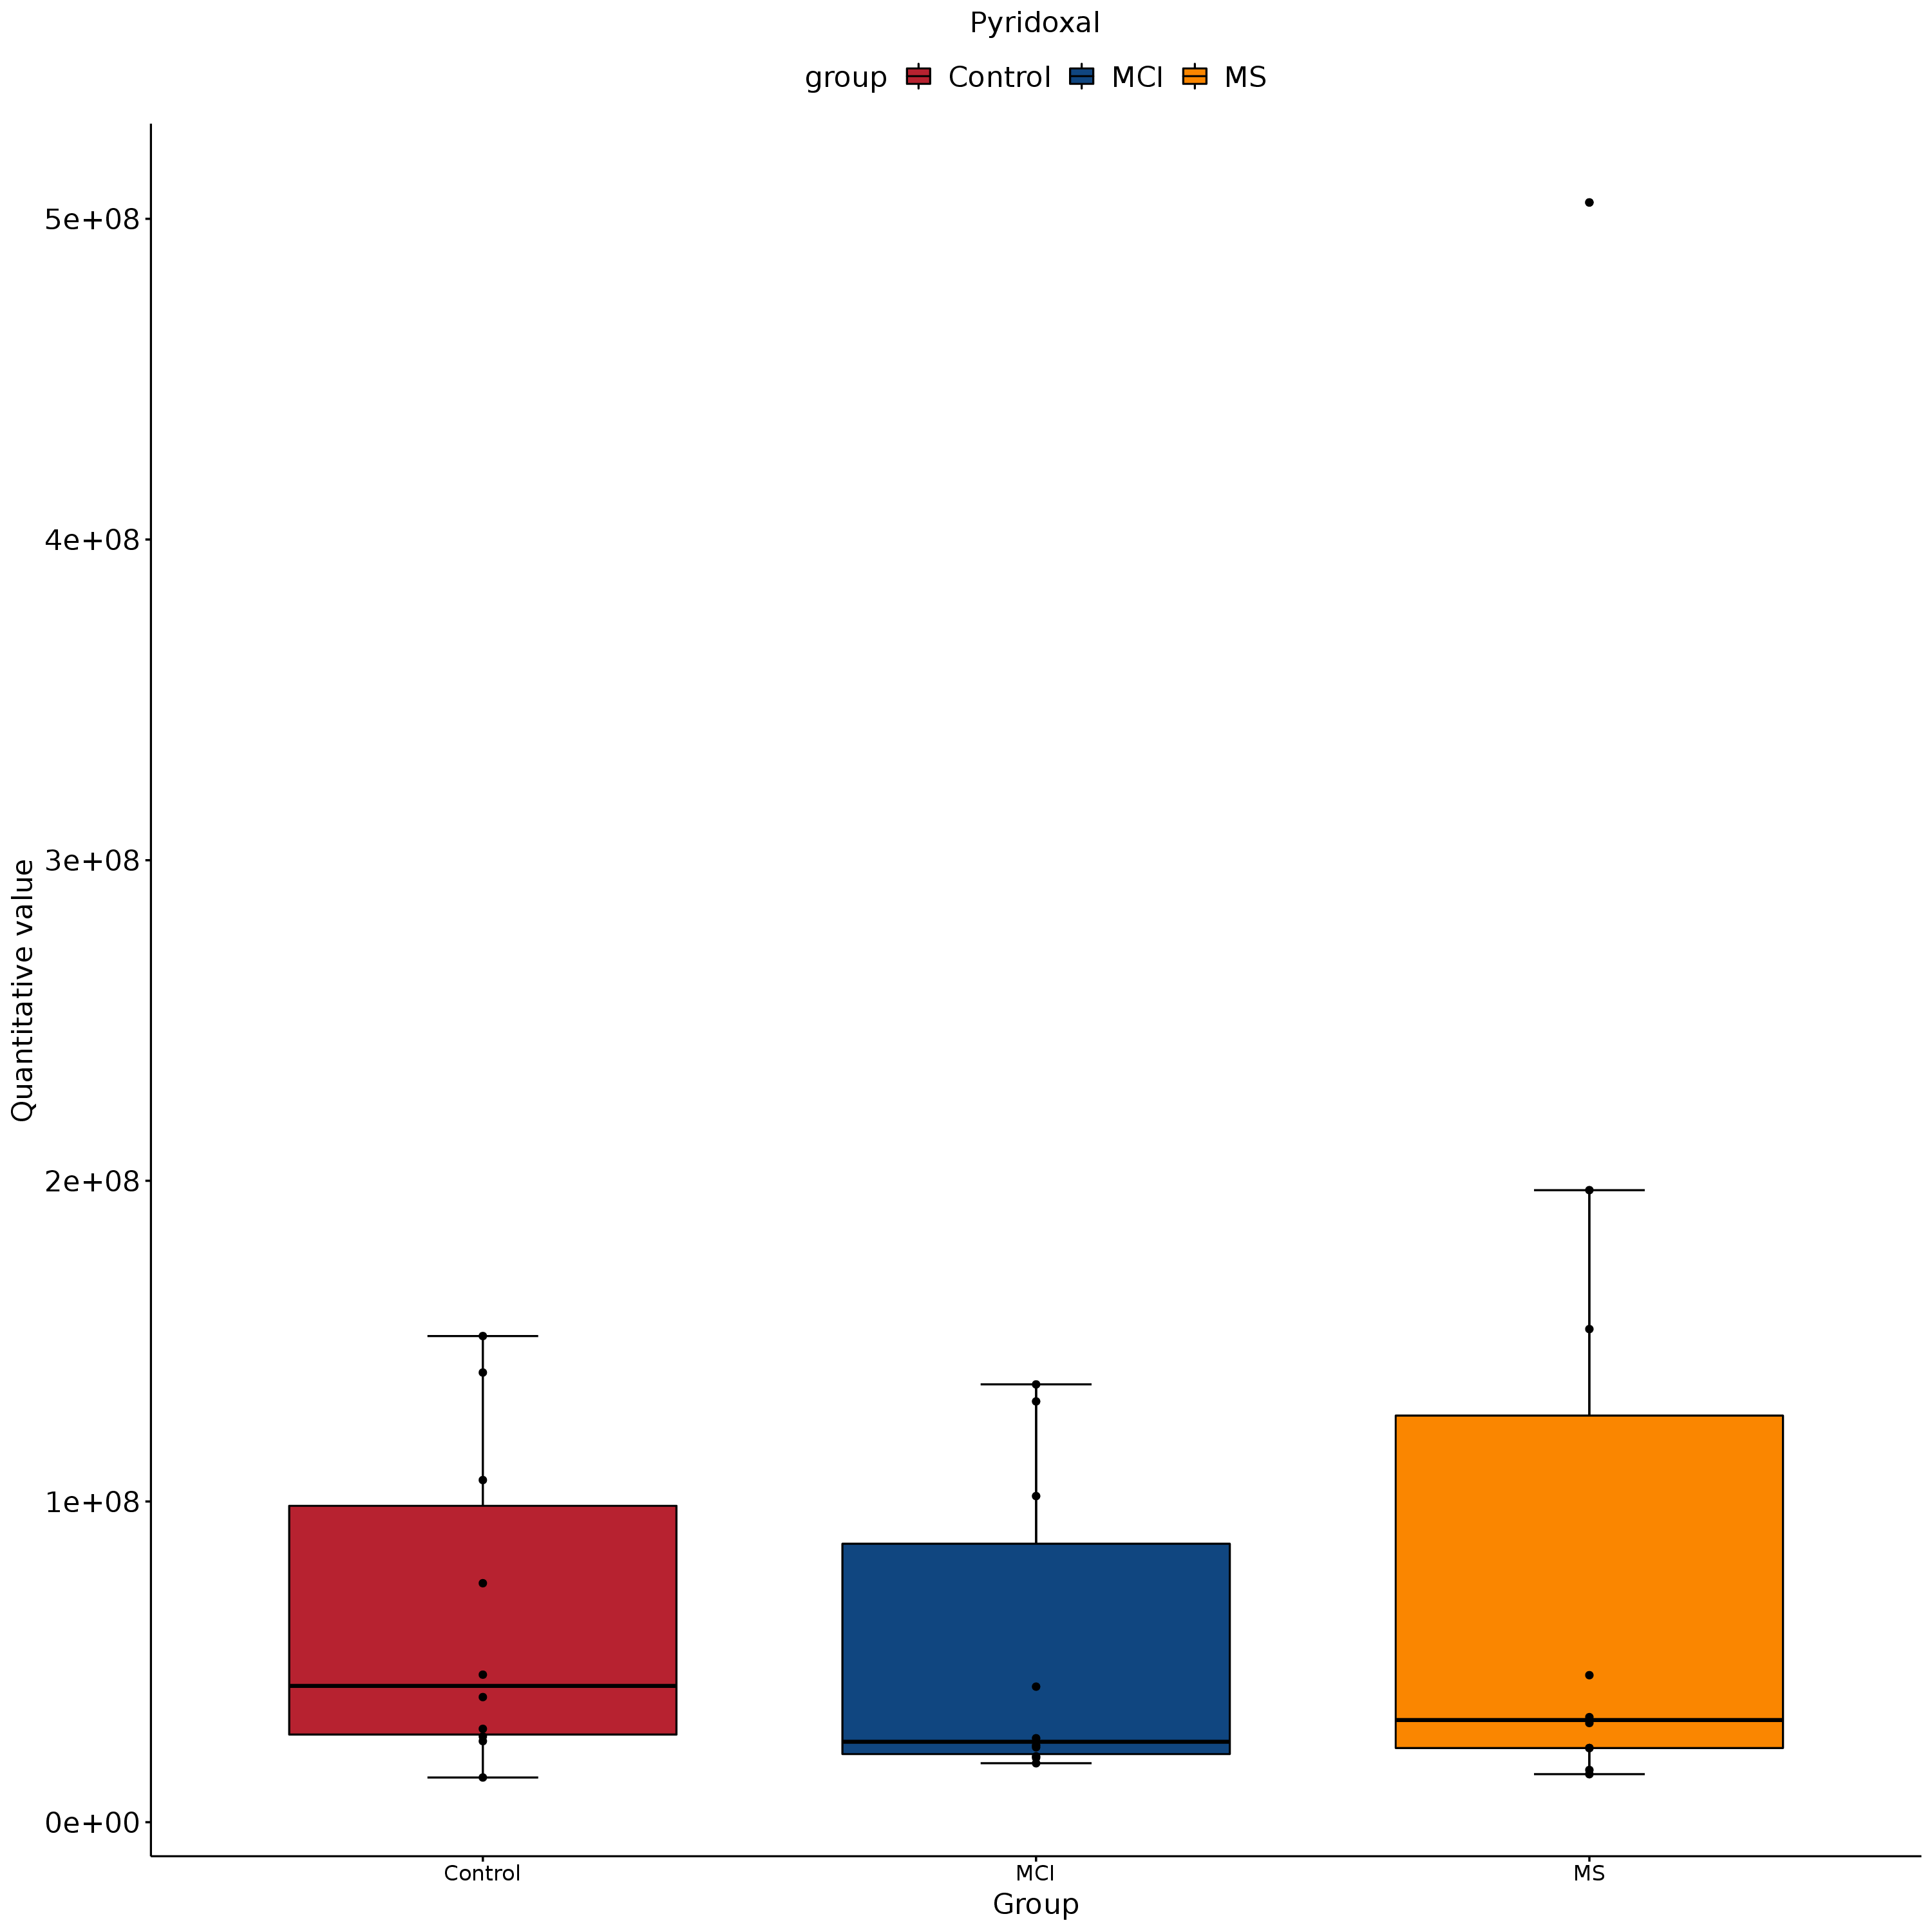 Pyridoxal
group Control MCI MS
5e+08
4e+08
3e+08
2e+08
1e+08
0e+00
Quantitative value
Control MCI MS
Group